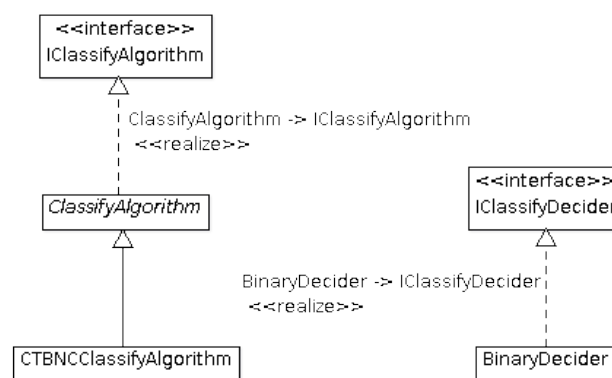 <<interface>>
IClassifyAlgorithm
ClassifyAlgorithm -> IClassifyAlgorithm
<<realize>>
ClassifyAlgorithm
<<interface>>
IClassifyDecider
BinaryDecider -> IClassifyDecider
<<realize>>
CTBNCClassifyAlgorithm
BinaryDecider